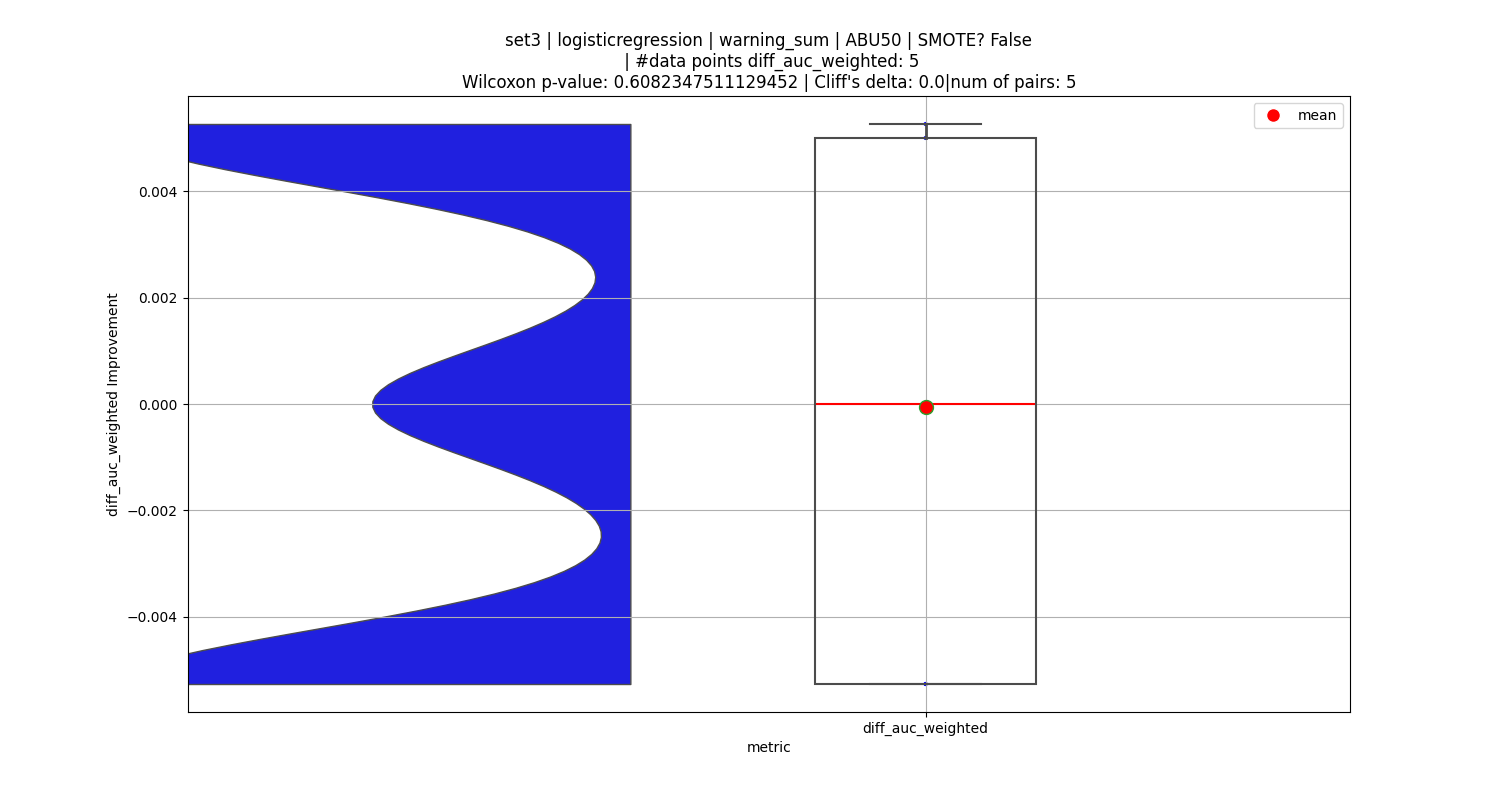 set3 | logisticregression | warning_sum | ABU50 | SMOTE? False
| #data points diff_auc_weighted: 5
Wilcoxon p-value: 0.6082347511129452 | Cliff's delta: 0.0|num of pairs: 5
mean
0.004
0.002
0.000
−0.002
−0.004
diff_auc_weighted Improvement
diff_auc_weighted
metric